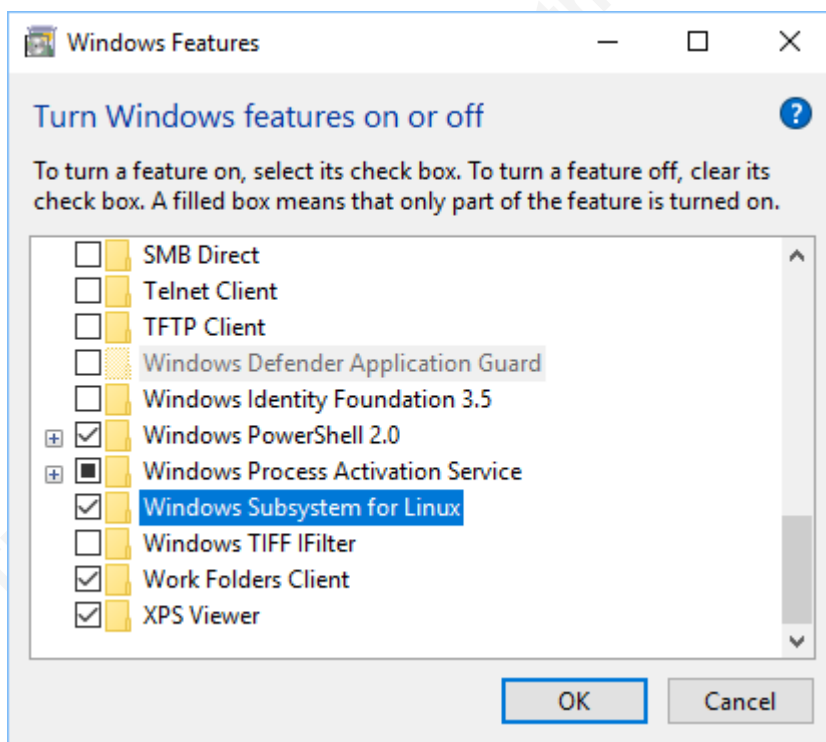 Windows Features
Turn Windows features on or off
?
To turn a feature on, select its check box. To turn a feature off, clear its
check box. A filled box means that only part of the feature is turned on.
SMB Direct
Telnet Client
TFTP Client
Windows Defender Application Guard
Windows Identity Foundation 3.5
Windows PowerShell 2.0
Windows Process Activation Service
Windows Subsystem for Linux
Windows TIFF IFilter
Work Folders Client
XPS Viewer
OK
Cancel